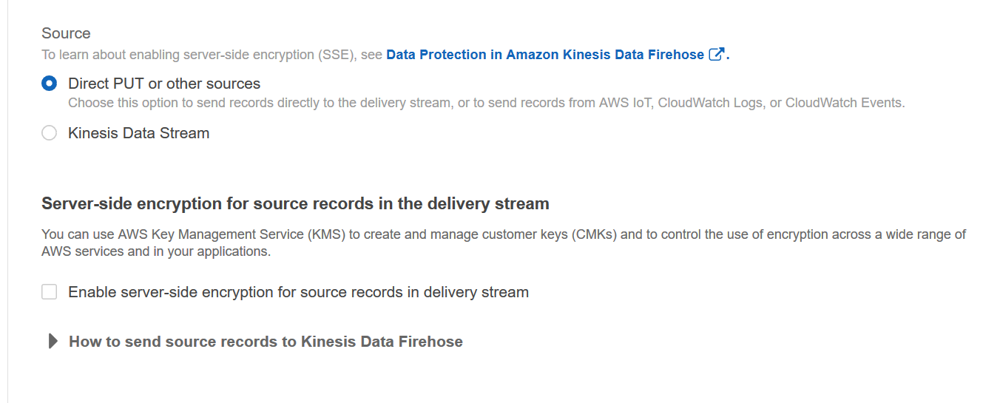 Source
To learn about enabling server-side encryption (SSE), see Data Protection in Amazon Kinesis Data Firehose.
Direct PUT or other sources
Choose this option to send records directly to the delivery stream, or to send records from AWS IoT, CloudWatch Logs, or CloudWatch Events.
Kinesis Data Stream
Server-side encryption for source records in the delivery stream
You can use AWS Key Management Service (KMS) to create and manage customer keys (CMKs) and to control the use of encryption across a wide range of
AWS services and in your applications.
Enable server-side encryption for source records in delivery stream
How to send source records to Kinesis Data Firehose